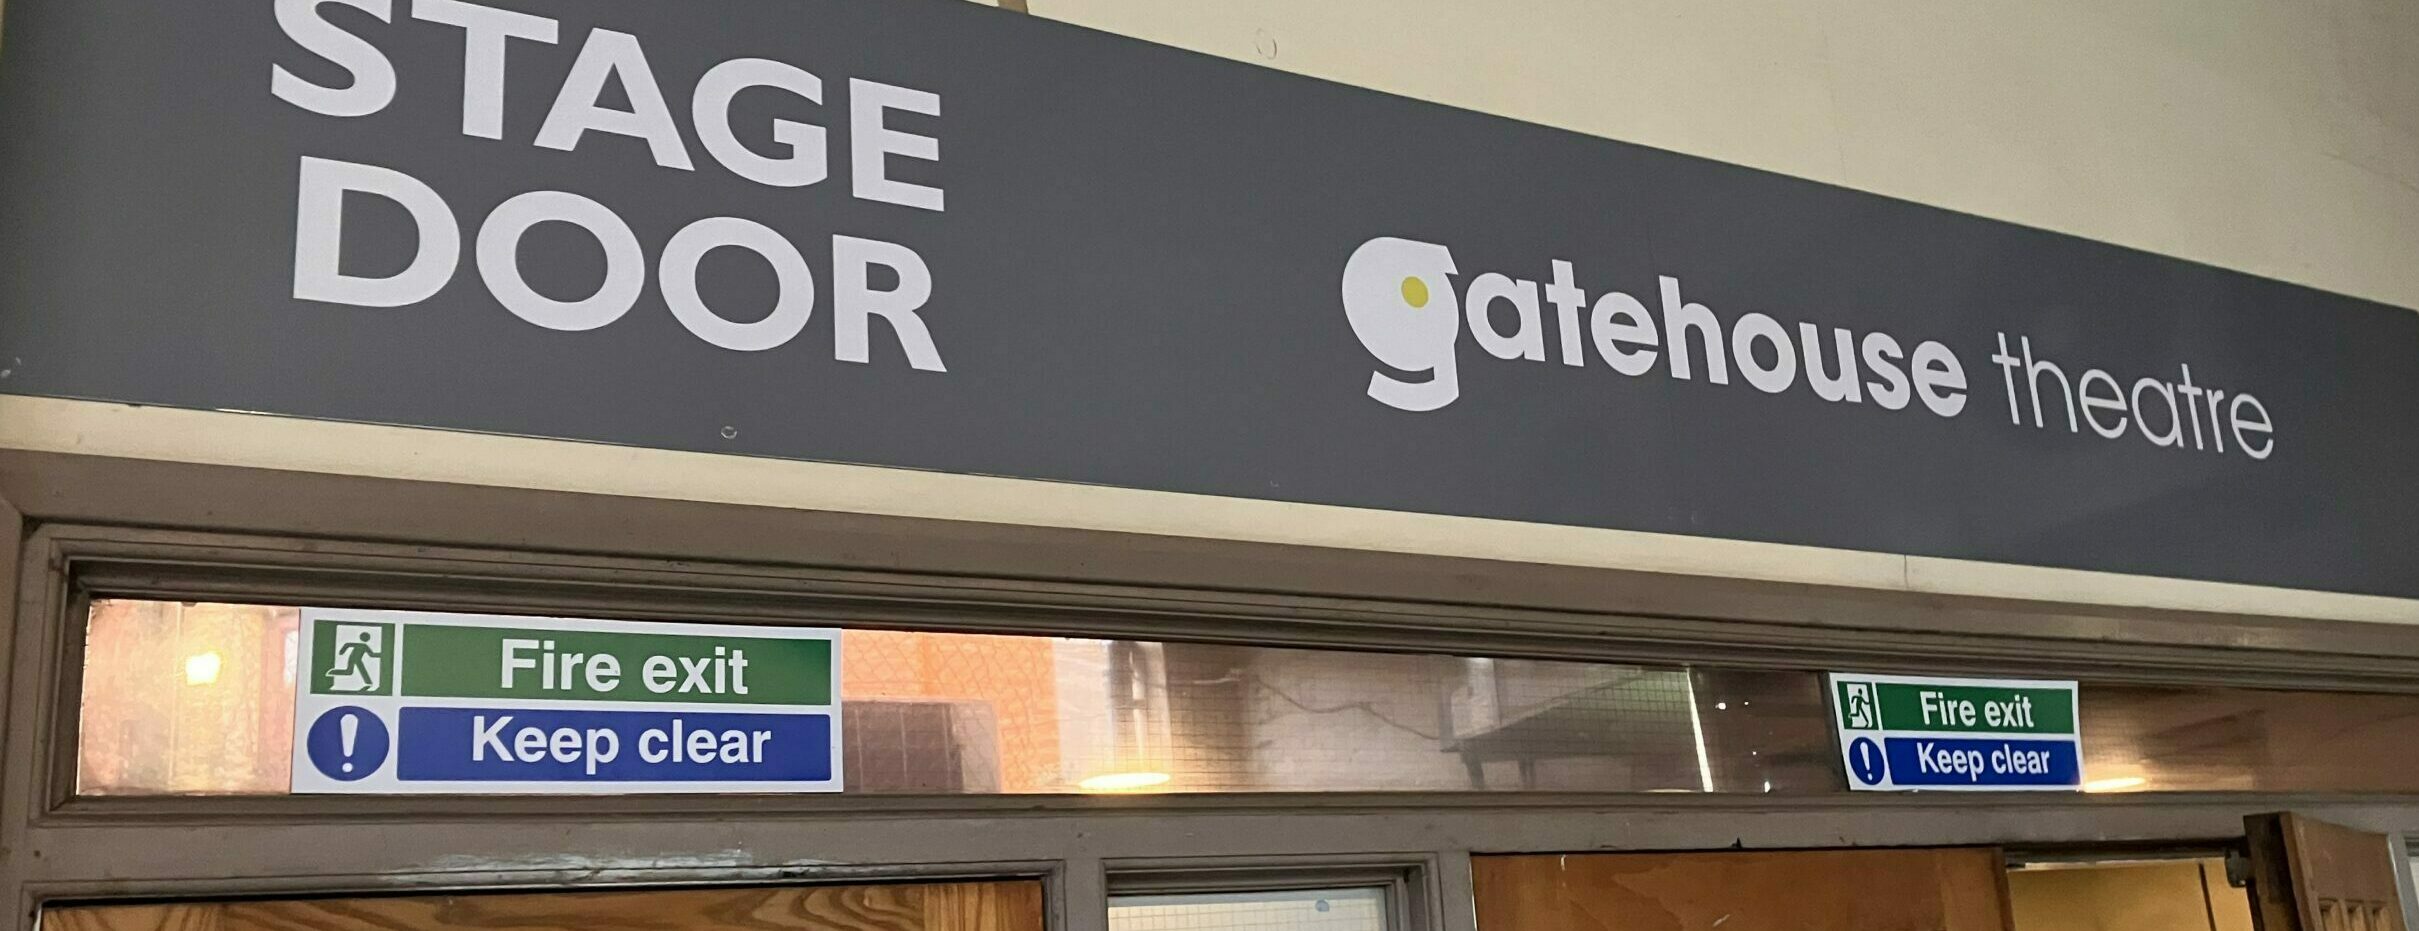 STAGE
DOOR
gatehouse theatre
Fire exit
Keep clear
Fire exit
Keep clear